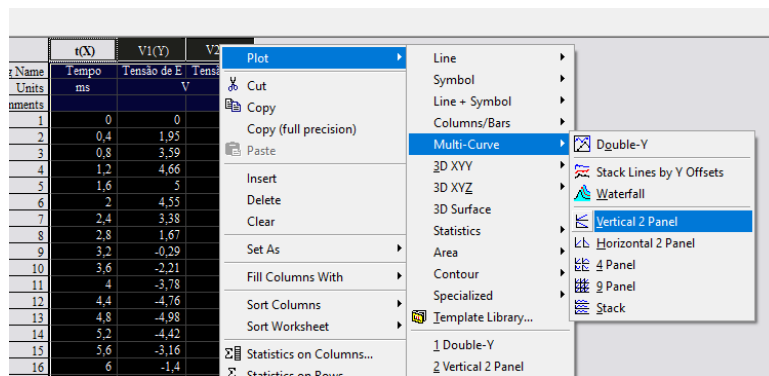 t(X) V1(Y) V2
g Name Tempo Tensão de E Tensã
Units ms V
mments
1 0 0
2 0,4 1,95
3 0,8 3,59
4 1,2 4,66
5 1,6 5
6 2 4,55
7 2,4 3,38
8 2,8 1,67
9 3,2 -0,29
10 3,6 -2,21
11 4 -3,78
12 4,4 -4,76
13 4,8 -4,98
14 5,2 -4,42
15 5,6 -3,16
16 6 -1,4
Plot
Cut
Copy
Copy (full precision)
Paste
Insert
Delete
Clear
Set As
Fill Columns With
Sort Columns
Sort Worksheet
Statistics on Columns...
Statistics on Rows
Line
Symbol
Line + Symbol
Columns/Bars
Multi-Curve
3D XYY
3D XYZ
3D Surface
Statistics
Area
Contour
Specialized
Template Library...
1 Double-Y
2 Vertical 2 Panel
Double-Y
Stack Lines by Y Offsets
Waterfall
Vertical 2 Panel
Horizontal 2 Panel
4 Panel
9 Panel
Stack